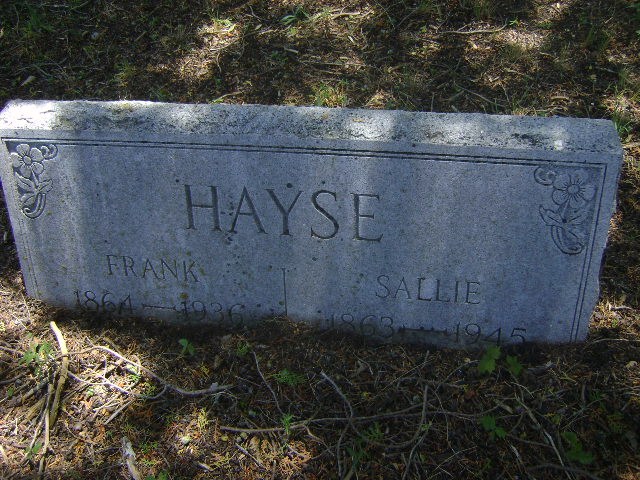 HAYSE
FRANK
1864 — 1936
SALLIE
1863 — 1945